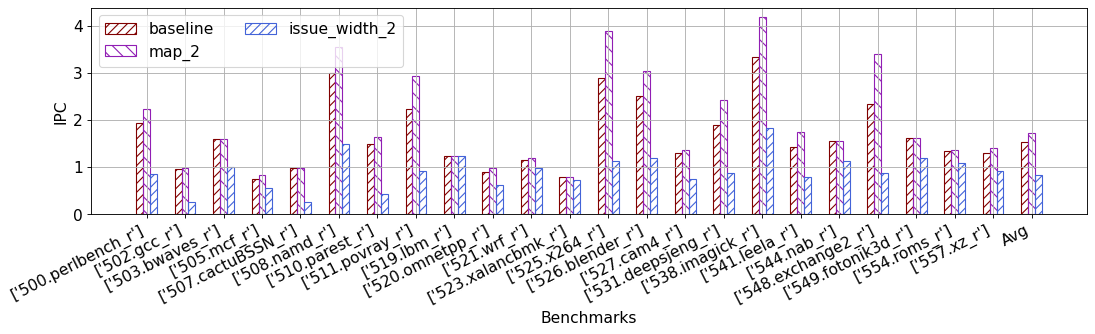 baseline
map_2
issue_width_2
IPC
4
3
2
1
0
['500.perlbench_r']
['502.gcc_r']
['503.bwaves_r']
['505.mcf_r']
['507.cactuBSSN_r']
['508.namd_r']
['510.parest_r']
['511.povray_r']
['519.lbm_r']
['520.omnetpp_r']
['521.wrf_r']
['523.xalancbmk_r']
['525.x264_r']
['526.blender_r']
['527.cam4_r']
['531.deepsjeng_r']
['538.imagick_r']
['541.leela_r']
['544.nab_r']
['548.exchange2_r']
['549.fotonik3d_r']
['554.roms_r']
['557.xz_r']
Avg
Benchmarks